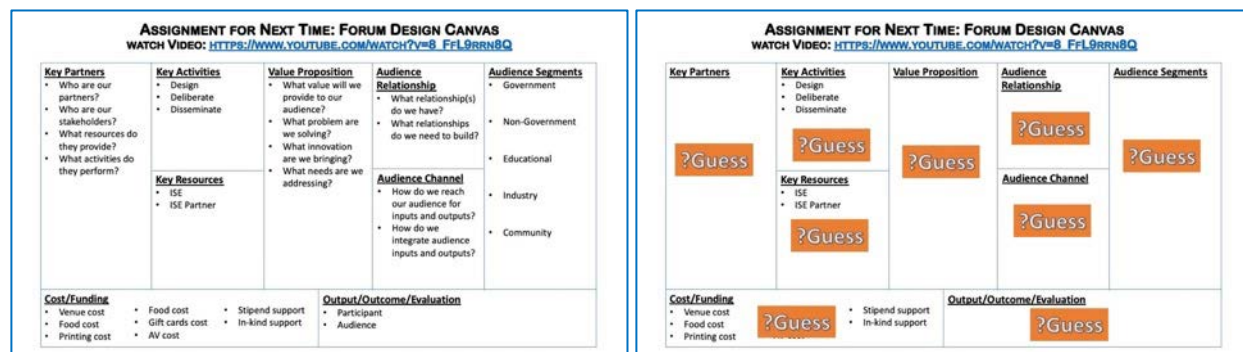 ASSIGNMENT FOR NEXT TIME: FORUM DESIGN CANVAS
WATCH VIDEO: HTTPS://WWW.YOUTUBE.COM/WATCH?V=8_FFL9RRN8Q
Key Partners
• Who are our
partners?
• Who are our
stakeholders?
• What resources do
they provide?
• What activities do
they perform?
Key Activities
• Design
• Deliberate
• Disseminate
Key Resources
• ISE
• ISE Partner
Value Proposition
• What value will we
provide to our
audience?
• What problem are
we solving?
• What innovation
are we bringing?
• What needs are we
addressing?
Audience
Relationship
• What relationship(s)
do we have?
• What relationships
do we need to build?
Audience Channel
• How do we reach
our audience for
inputs and outputs?
• How do we
integrate audience
inputs and outputs?
Audience Segments
• Government
• Non-Government
• Educational
• Industry
• Community
Cost/Funding
• Venue cost
• Food cost
• Printing cost
• Food cost
• Gift cards cost
• AV cost
• Stipend support
• In-kind support
Output/Outcome/Evaluation
• Participant
• Audience
ASSIGNMENT FOR NEXT TIME: FORUM DESIGN CANVAS
WATCH VIDEO: HTTPS://WWW.YOUTUBE.COM/WATCH?V=8_FFL9RRN8Q
Key Partners
?Guess
Key Activities
• Design
• Deliberate
• Disseminate
?Guess
Key Resources
• ISE
• ISE Partner
?Guess
Value Proposition
?Guess
Audience
Relationship
?Guess
Audience Channel
?Guess
Audience Segments
?Guess
Cost/Funding
• Venue cost
• Food cost
• Printing cost
?Guess
• Stipend support
• In-kind support
Output/Outcome/Evaluation
?Guess